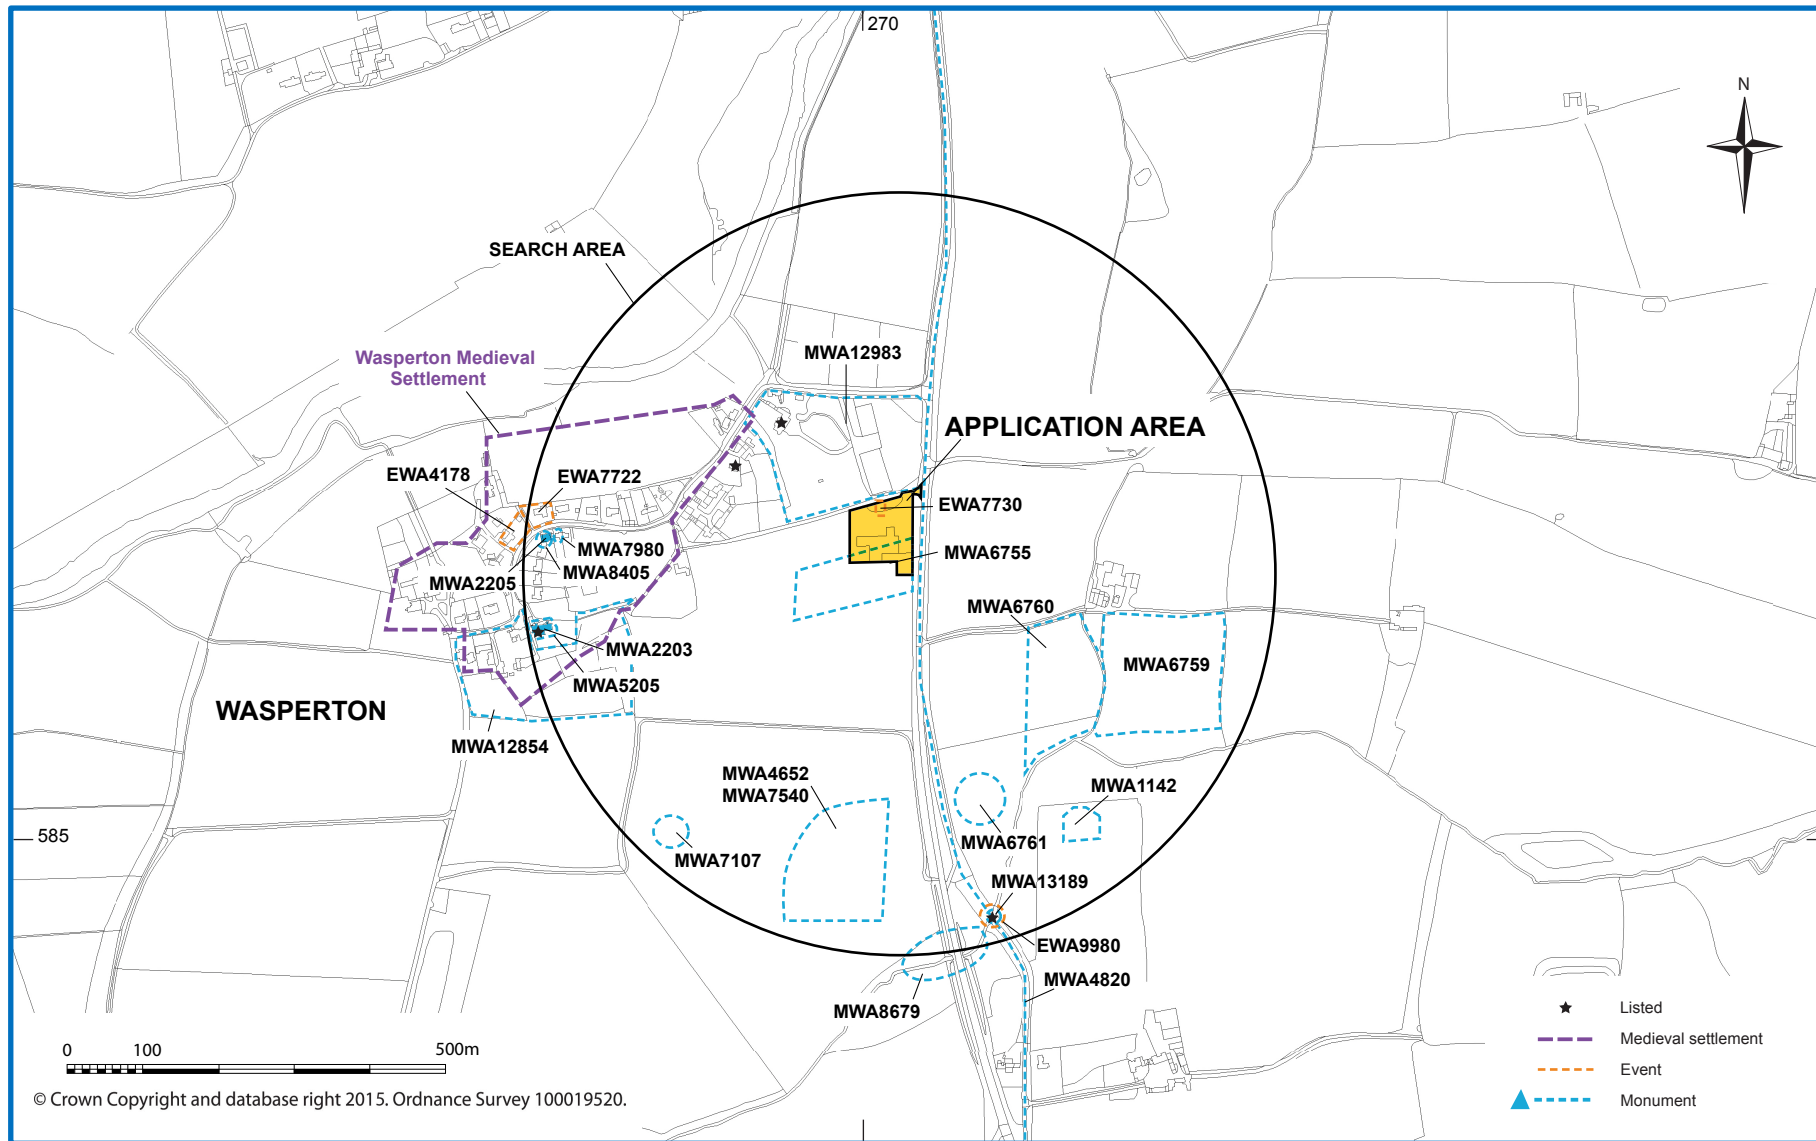 270
N
SEARCH AREA
MWA12983
Wasperton Medieval
Settlement
APPLICATION AREA
EWA4178
EWA7722
EWA7730
MWA7980
MWA6755
MWA8405
MWA2205
MWA6760
MWA2203
MWA6759
MWA5205
WASPERTON
MWA12854
MWA4652
MWA7540
MWA1142
585
MWA6761
MWA7107
MWA13189
EWA9980
MWA4820
MWA8679
Listed
Medieval settlement
Event
Monument
0 100 500m
© Crown Copyright and database right 2015. Ordnance Survey 100019520.